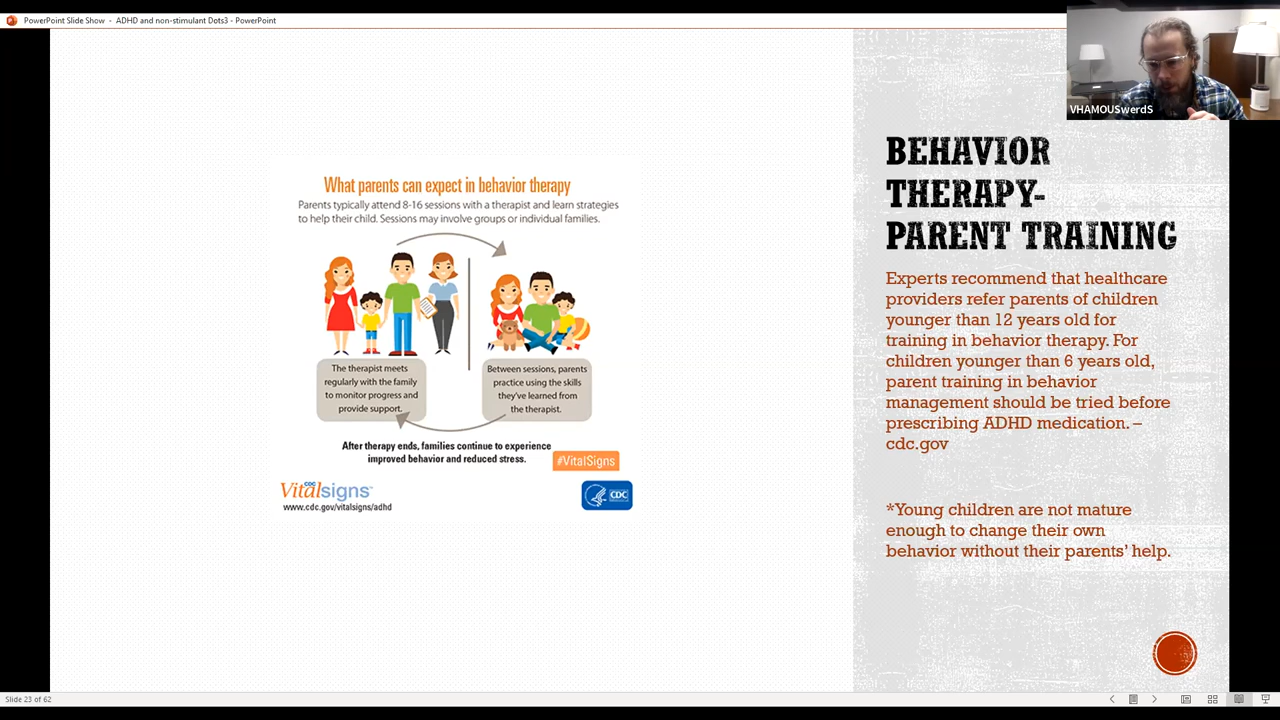 PowerPoint Slide Show - ADHD and non-stimulant Dots3 - PowerPoint
VHAMOUSwerdS
What parents can expect in behavior therapy
Parents typically attend 8-16 sessions with a therapist and learn strategies
to help their child. Sessions may involve groups or individual families.
The therapist meets
regularly with the family
to monitor progress and
provide support.
Between sessions, parents
practice using the skills
they've learned from
the therapist.
After therapy ends, families continue to experience
improved behavior and reduced stress.
#VitalSigns
CDC
Vitalsigns™
www.cdc.gov/vitalsigns/adhd
CDC
BEHAVIOR
THERAPY-
PARENT TRAINING
Experts recommend that healthcare
providers refer parents of children
younger than 12 years old for
training in behavior therapy. For
children younger than 6 years old,
parent training in behavior
management should be tried before
prescribing ADHD medication. –
cdc.gov
*Young children are not mature
enough to change their own
behavior without their parents’ help.
Slide 23 of 62